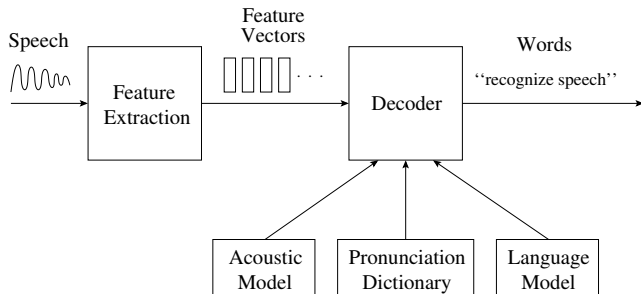 Speech
Feature
Extraction
Feature
Vectors
. . .
Decoder
Words
‘‘recognize speech’’
Acoustic
Model
Pronunciation
Dictionary
Language
Model